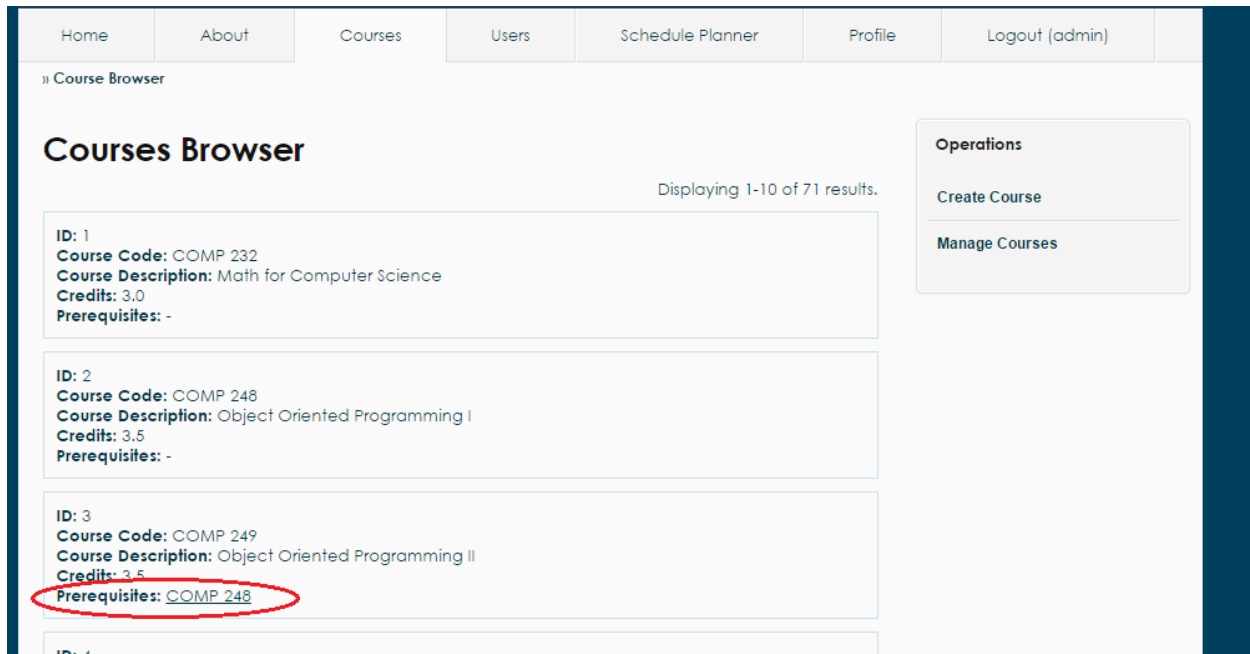 Home About Courses Users Schedule Planner Profile Logout (admin)
» Course Browser
Courses Browser
Displaying 1-10 of 71 results.
ID: 1
Course Code: COMP 232
Course Description: Math for Computer Science
Credits: 3.0
Prerequisites: -
ID: 2
Course Code: COMP 248
Course Description: Object Oriented Programming I
Credits: 3.5
Prerequisites: -
ID: 3
Course Code: COMP 249
Course Description: Object Oriented Programming II
Credits: 3.5
Prerequisites: COMP 248
Operations
Create Course
Manage Courses